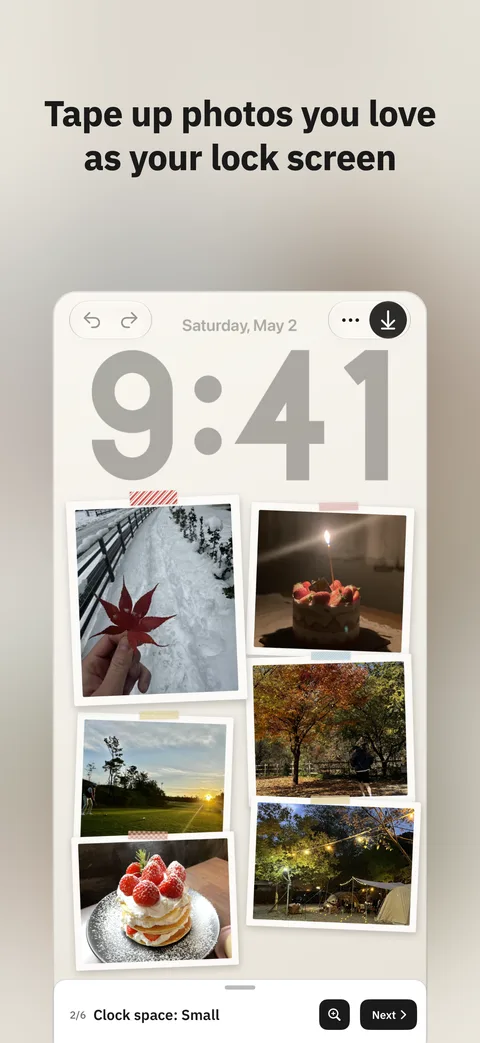 Tape up photos you love
as your lock screen
Saturday, May 2
9:41
2/6 Clock space: Small
Next